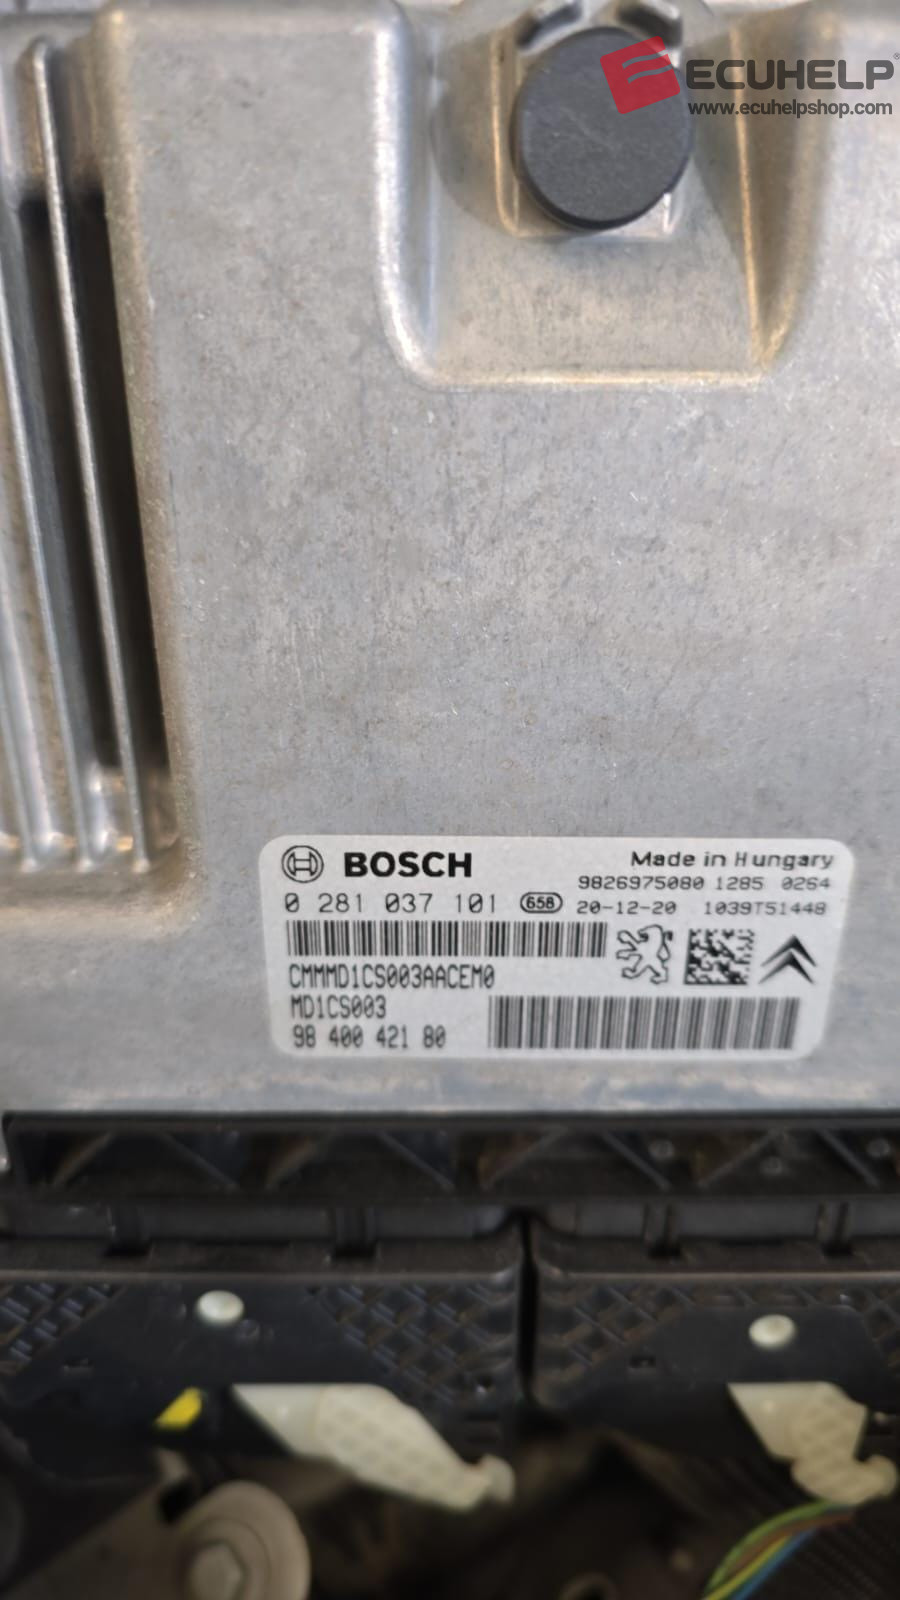 ECUHELP®
www.ecuhelpshop.com
BOSCH
Made in Hungary
9826975080 1285 0264
0 281 037 101 658 20-12-20 1039T51448
CMMMD1CS003AACEM0
MD1CS003
98 400 421 80